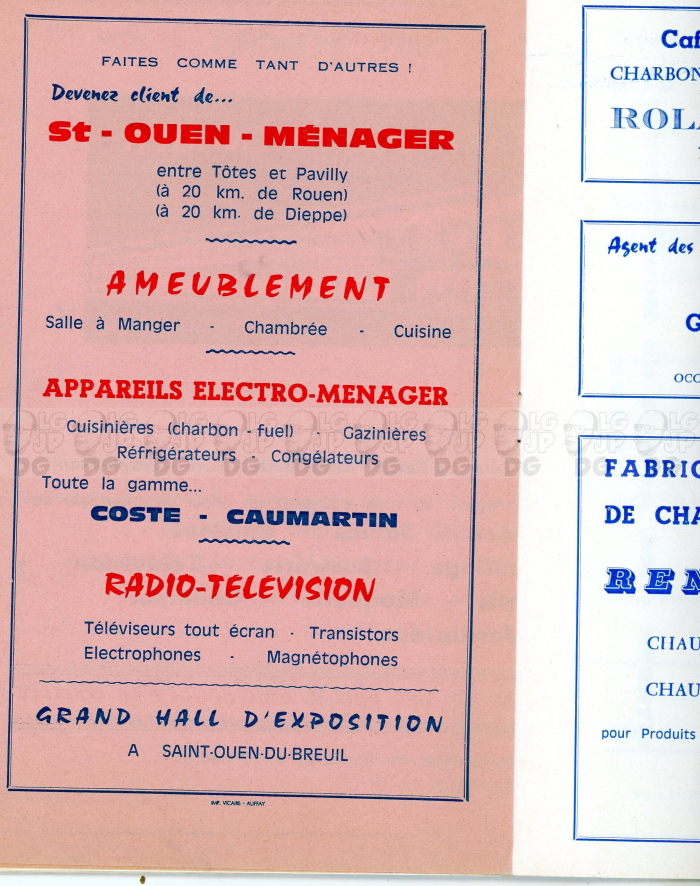 FAITES COMME TANT D'AUTRES !
Devenez client de...
St - OUEN - MÉNAGER
entre Tôtes et Pavilly
(à 20 km. de Rouen)
(à 20 km. de Dieppe)
AMEUBLEMENT
Salle à Manger - Chambrée - Cuisine
APPAREILS ELECTRO-MENAGER
Cuisinières (charbon - fuel) - Gazinières
Réfrigérateurs - Congélateurs
Toute la gamme...
COSTE - CAUMARTIN
RADIO-TELEVISION
Téléviseurs tout écran - Transistors
Electrophones - Magnétophones
GRAND HALL D'EXPOSITION
A SAINT-OUEN-DU-BREUIL
IMP. VICAIRE - AUFFAY
Caf
CHARBON
ROLA
Agent des
G
OCC
FABRIC
DE CHA
REN
CHAU
CHAU
pour Produits
LG JP DG